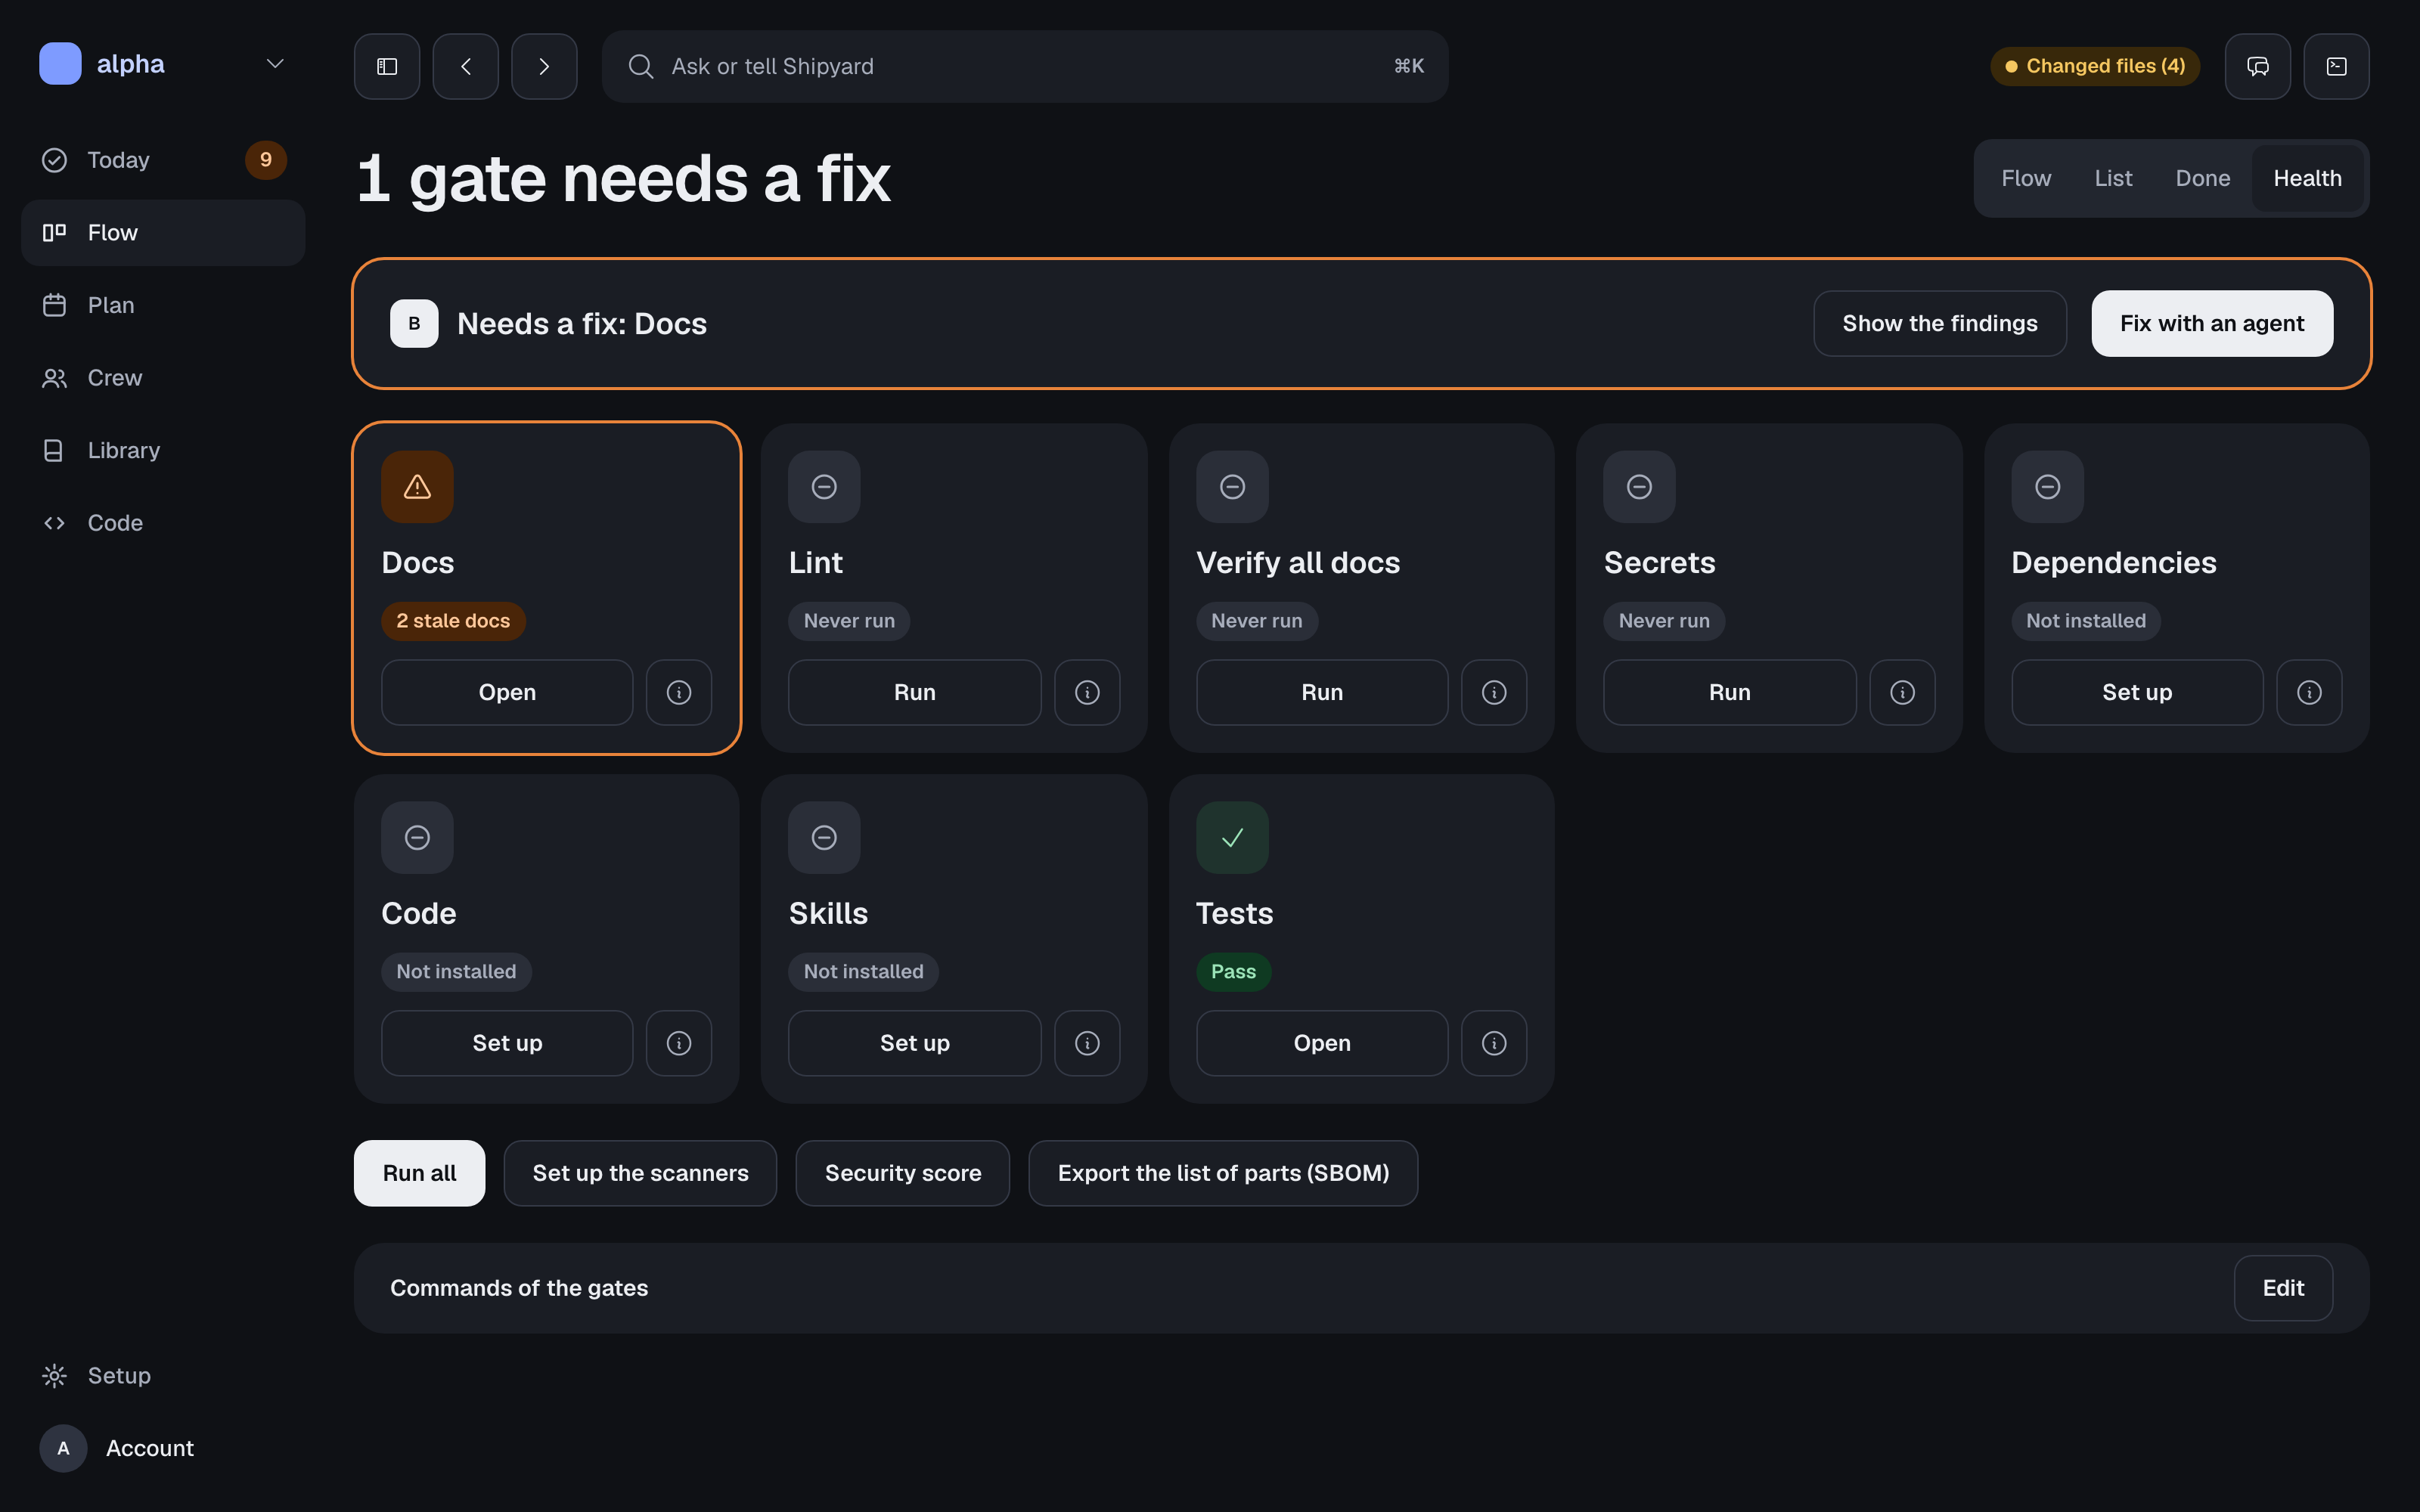 alpha
Ask or tell Shipyard
⌘K
Changed files (4)
Today
9
Flow
Plan
Crew
Library
Code
1 gate needs a fix
Flow
List
Done
Health
B
Needs a fix: Docs
Show the findings
Fix with an agent
Docs
2 stale docs
Open
Lint
Never run
Run
Verify all docs
Never run
Run
Secrets
Never run
Run
Dependencies
Not installed
Set up
Code
Not installed
Set up
Skills
Not installed
Set up
Tests
Pass
Open
Run all
Set up the scanners
Security score
Export the list of parts (SBOM)
Commands of the gates
Edit
Setup
A
Account